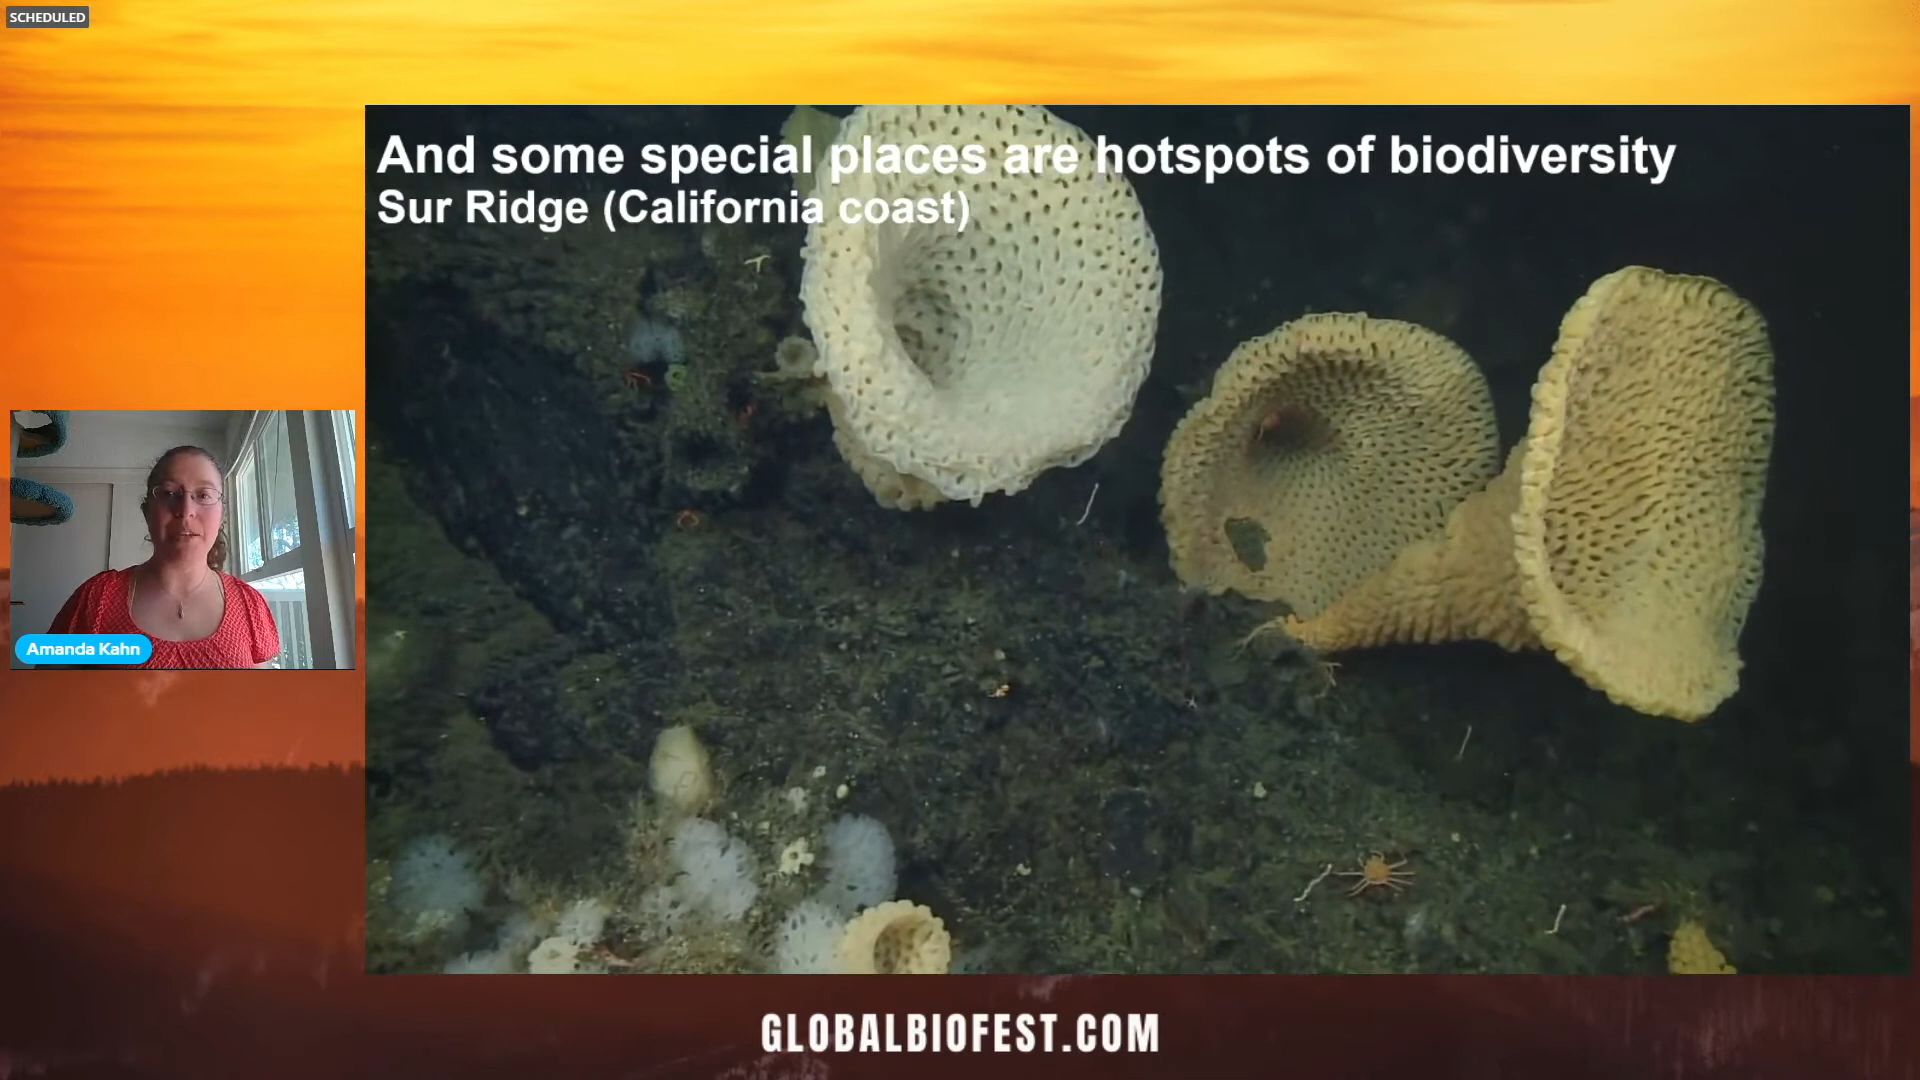 SCHEDULED
And some special places are hotspots of biodiversity
Sur Ridge (California coast)
Amanda Kahn
GLOBALBIOFEST.COM